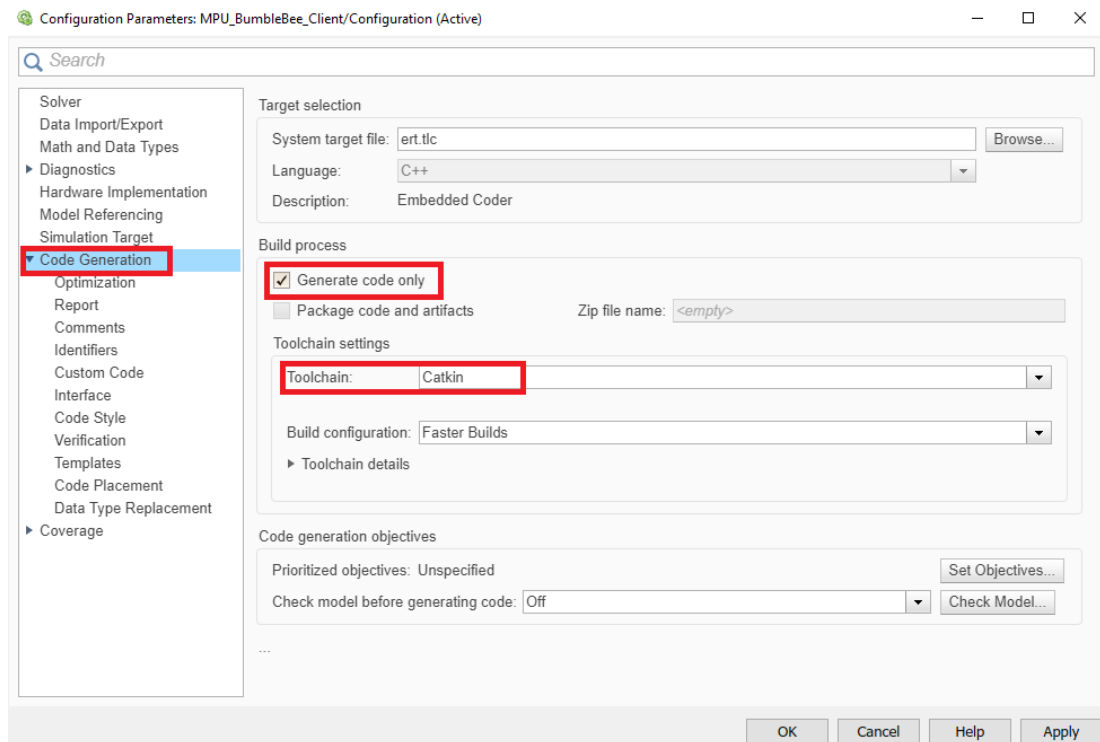 Configuration Parameters: MPU_BumbleBee_Client/Configuration (Active)
Search
Solver
Data Import/Export
Math and Data Types
Diagnostics
Hardware Implementation
Model Referencing
Simulation Target
Code Generation
Optimization
Report
Comments
Identifiers
Custom Code
Interface
Code Style
Verification
Templates
Code Placement
Data Type Replacement
Coverage
Target selection
System target file: ert.tlc Browse...
Language: C++
Description: Embedded Coder
Build process
Generate code only
Package code and artifacts Zip file name: <empty>
Toolchain settings
Toolchain: Catkin
Build configuration: Faster Builds
Toolchain details
Code generation objectives
Prioritized objectives: Unspecified Set Objectives...
Check model before generating code: Off Check Model...
...
OK Cancel Help Apply